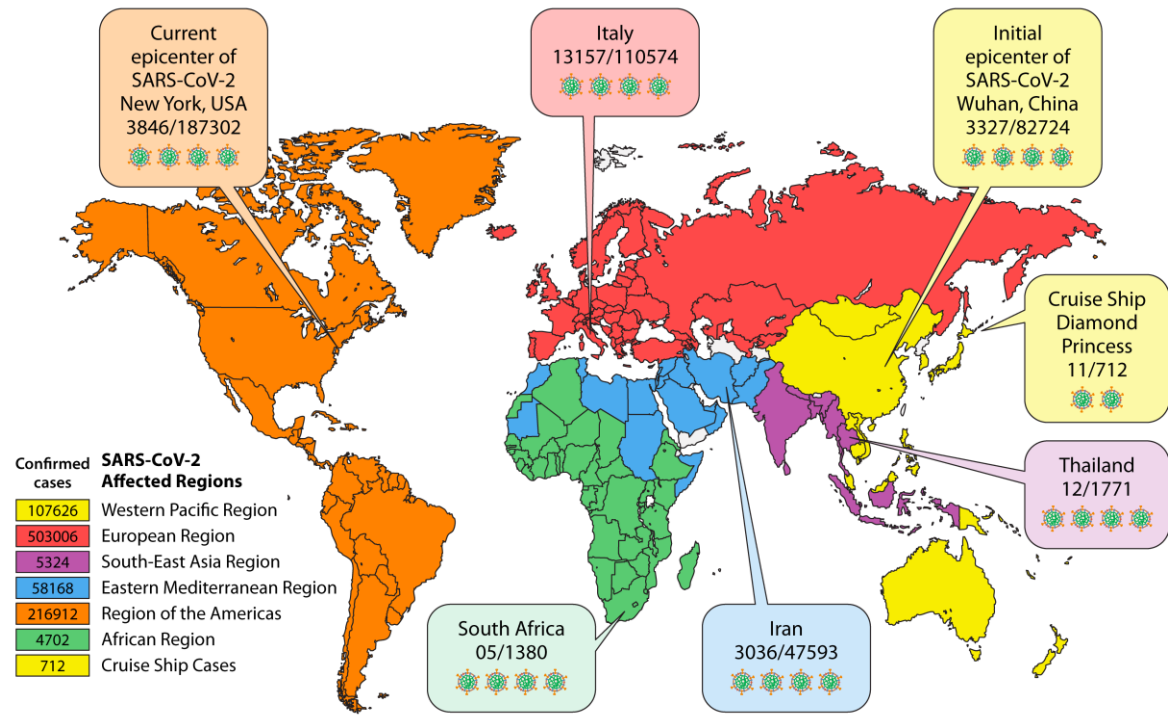 Current
epicenter of
SARS-CoV-2
New York, USA
3846/187302
Italy
13157/110574
Initial
epicenter of
SARS-CoV-2
Wuhan, China
3327/82724
Cruise Ship
Diamond
Princess
11/712
Thailand
12/1771
Iran
3036/47593
South Africa
05/1380
Confirmed
cases
SARS-CoV-2
Affected Regions
107626 Western Pacific Region
503006 European Region
5324 South-East Asia Region
58168 Eastern Mediterranean Region
216912 Region of the Americas
4702 African Region
712 Cruise Ship Cases